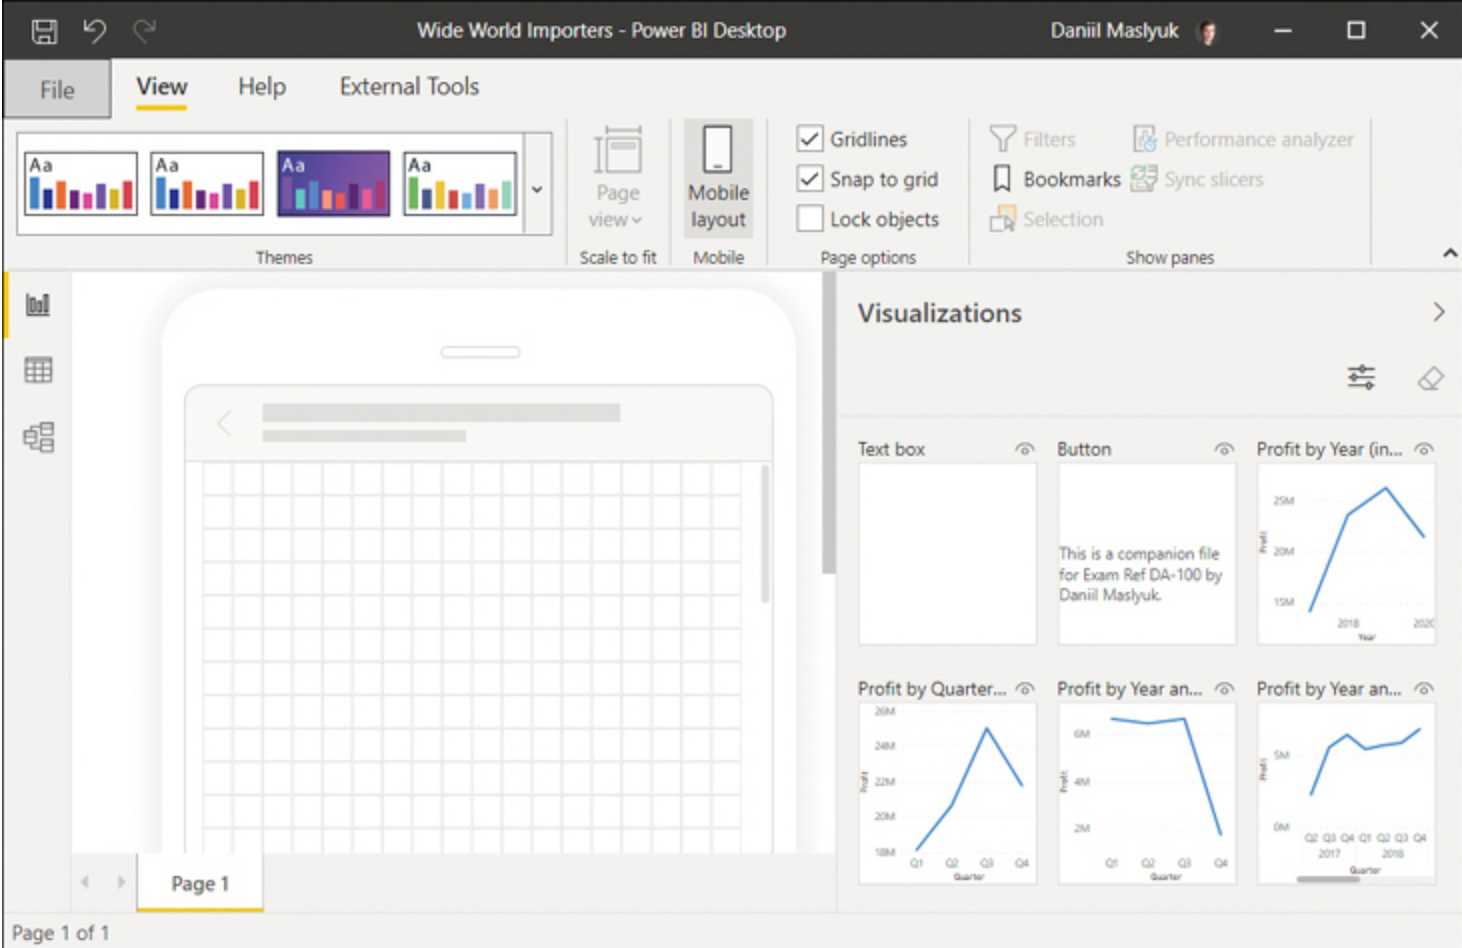 Wide World Importers - Power BI Desktop
Daniil Maslyuk
File
View
Help
External Tools
Aa
Aa
Aa
Aa
Themes
Page
view
Scale to fit
Mobile
layout
Mobile
Gridlines
Snap to grid
Lock objects
Page options
Filters
Bookmarks
Selection
Performance analyzer
Sync slicers
Show panes
Visualizations
Text box
Button
This is a companion file
for Exam Ref DA-100 by
Daniil Maslyuk.
Profit by Year (in...
25M
20M
15M
Profit
2018
2020
Year
Profit by Quarter...
26M
24M
22M
20M
18M
Profit
Q1 Q2 Q3 Q4
Quarter
Profit by Year an...
6M
4M
2M
Profit
Q1 Q2 Q3 Q4
Quarter
Profit by Year an...
5M
0M
Profit
Q2 Q3 Q4 Q1 Q2 Q3 Q4
2017 2018
Quarter
Page 1
Page 1 of 1